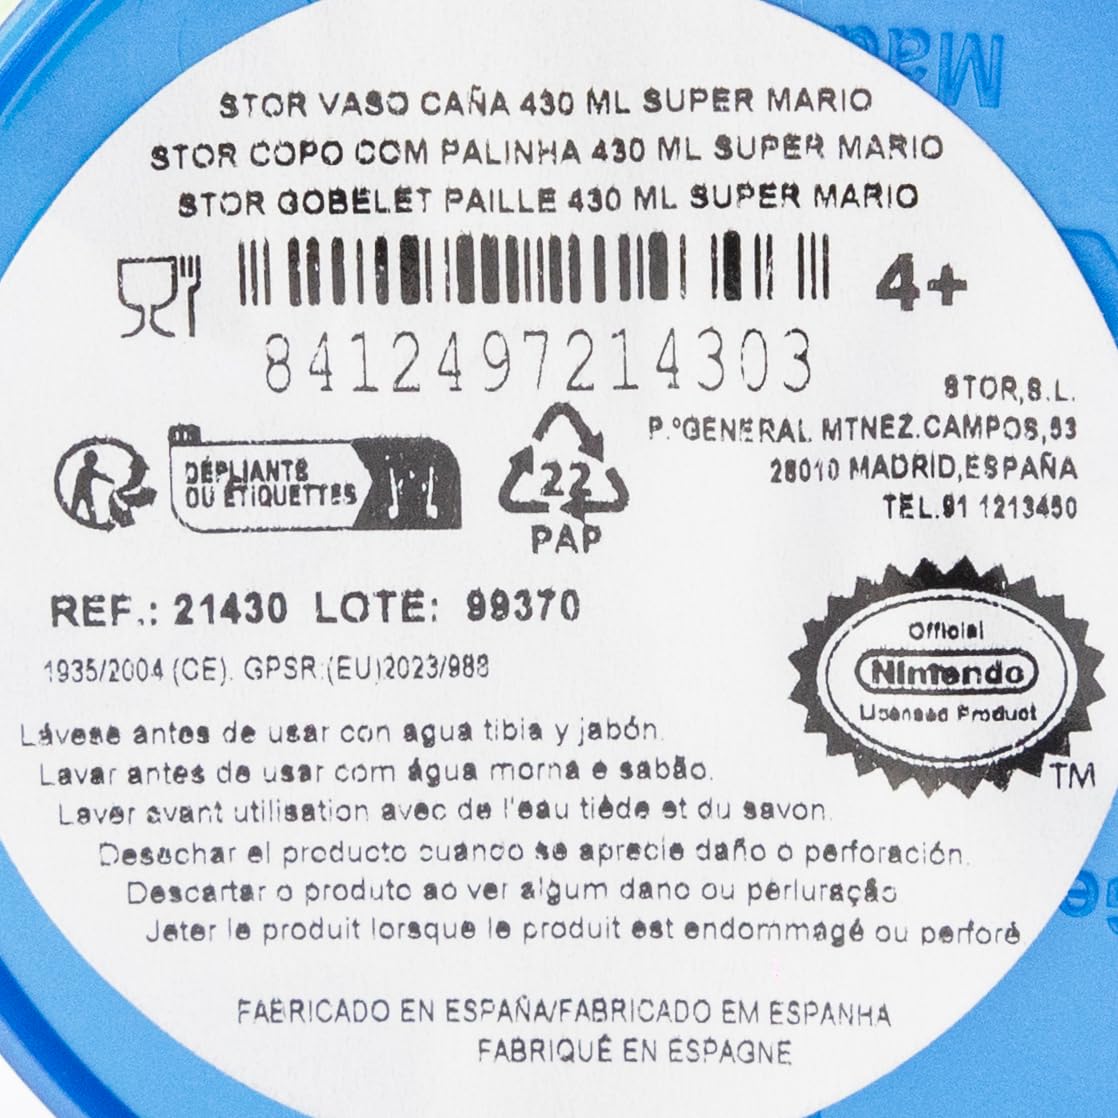 STOR VASO CAÑA 430 ML SUPER MARIO
STOR COPO COM PALINHA 430 ML SUPER MARIO
STOR GOBELET PAILLE 430 ML SUPER MARIO
4+
8412497214303
STOR,S.L.
P.ºGENERAL MTNEZ.CAMPOS,53
28010 MADRID,ESPAÑA
TEL.91 1213450
DÉPLIANTS
OU ÉTIQUETTES
22
PAP
REF.: 21430 LOTE: 99370
1935/2004 (CE). GPSR (EU)2023/988
Official
Nintendo
Licensed Product
TM
Lávese antes de usar con agua tibia y jabón.
Lavar antes de usar com água morna e sabão.
Laver avant utilisation avec de l'eau tiède et du savon.
Desechar el producto cuando se aprecie daño o perforación.
Descartar o produto ao ver algum dano ou perfuração
Jeter le produit lorsque le produit est endommagé ou perforé
FABRICADO EN ESPAÑA/FABRICADO EM ESPANHA
FABRIQUÉ EN ESPAGNE